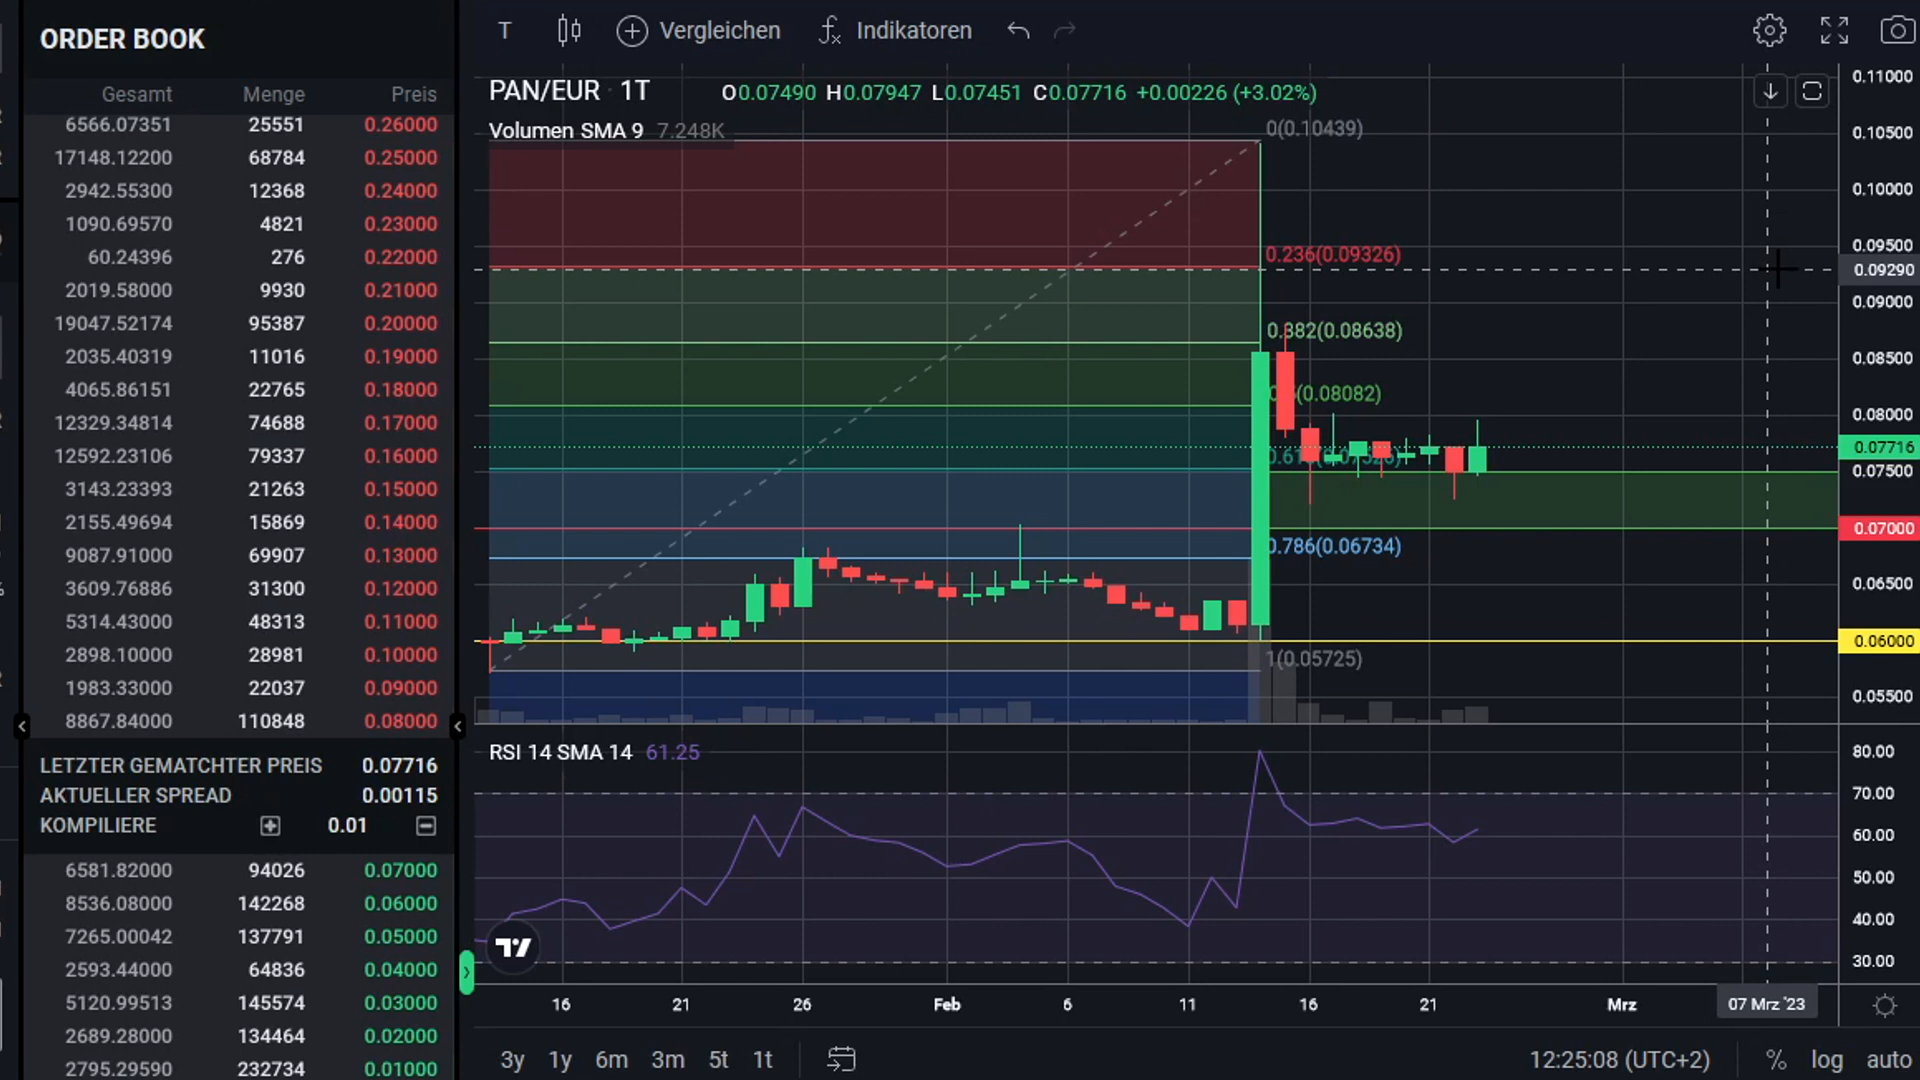 ORDER BOOK
Gesamt Menge Preis
6566.07351 25551 0.26000
17148.12200 68784 0.25000
2942.55300 12368 0.24000
1090.69570 4821 0.23000
60.24396 276 0.22000
2019.58000 9930 0.21000
19047.52174 95387 0.20000
2035.40319 11016 0.19000
4065.86151 22765 0.18000
12329.34814 74688 0.17000
12592.23106 79337 0.16000
3143.23393 21263 0.15000
2155.49694 15869 0.14000
9087.91000 69907 0.13000
3609.76886 31300 0.12000
5314.43000 48313 0.11000
2898.10000 28981 0.10000
1983.33000 22037 0.09000
8867.84000 110848 0.08000
LETZTER GEMATCHTER PREIS 0.07716
AKTUELLER SPREAD 0.00115
KOMPILIERE 0.01
6581.82000 94026 0.07000
8536.08000 142268 0.06000
7265.00042 137791 0.05000
2593.44000 64836 0.04000
5120.99513 145574 0.03000
2689.28000 134464 0.02000
2795.29590 232734 0.01000
T Vergleichen Indikatoren
PAN/EUR · 1T O0.07490 H0.07947 L0.07451 C0.07716 +0.00226 (+3.02%)
Volumen SMA 9 7.248K
0(0.10439)
0.236(0.09326)
0.382(0.08638)
(0.08082)
0.786(0.06734)
1(0.05725)
0.11000
0.10500
0.10000
0.09500
0.09290
0.09000
0.08500
0.08000
0.07716
0.07500
0.07000
0.06500
0.06000
0.05500
RSI 14 SMA 14 61.25
80.00
70.00
60.00
50.00
40.00
30.00
16 21 26 Feb 6 11 16 21 Mrz 07 Mrz '23
3y 1y 6m 3m 5t 1t 12:25:08 (UTC+2) % log auto